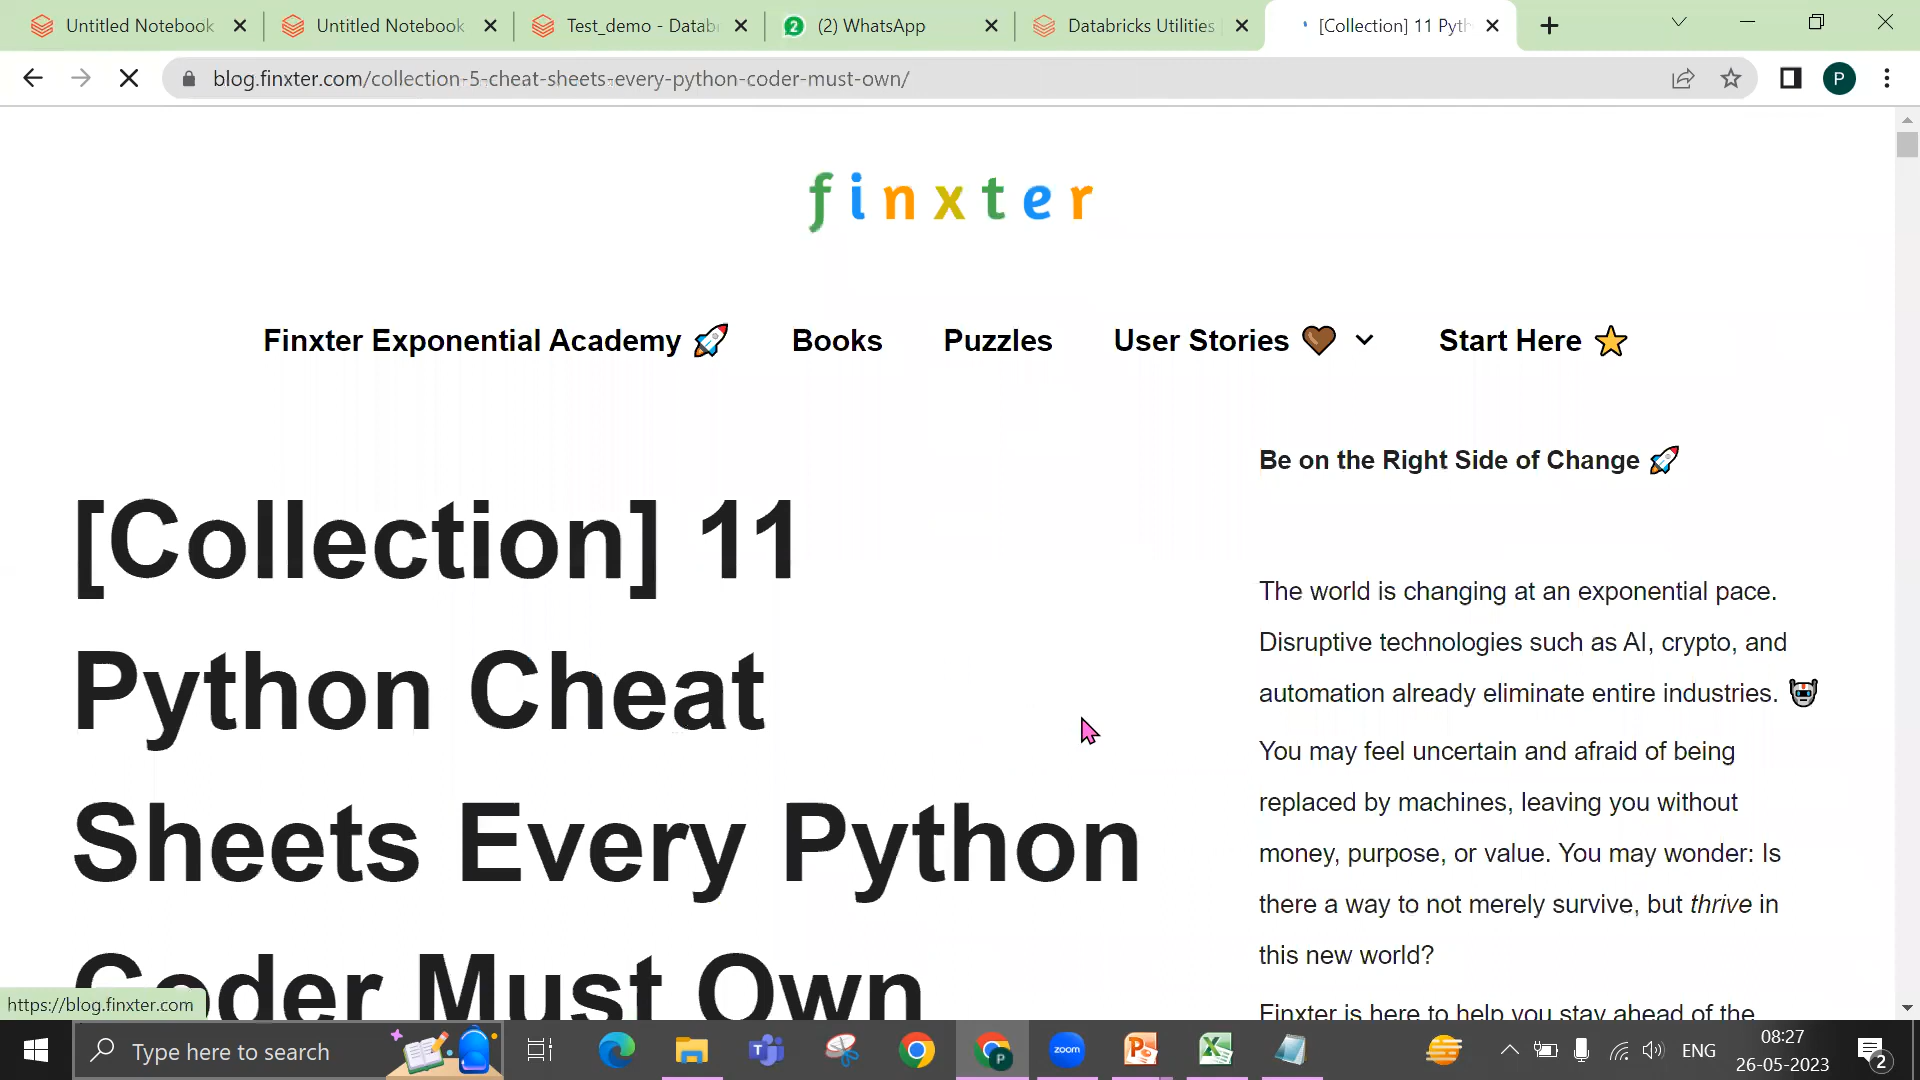 Untitled Notebook
Untitled Notebook
Test_demo - Datab
(2) WhatsApp
Databricks Utilities
[Collection] 11 Pyth
blog.finxter.com/collection-5-cheat-sheets-every-python-coder-must-own/
P
finxter
Finxter Exponential Academy 🚀
Books
Puzzles
User Stories 🤎
Start Here ⭐
[Collection] 11
Python Cheat
Sheets Every Python
Coder Must Own
Be on the Right Side of Change 🚀
The world is changing at an exponential pace.
Disruptive technologies such as AI, crypto, and
automation already eliminate entire industries. 🤖
You may feel uncertain and afraid of being
replaced by machines, leaving you without
money, purpose, or value. You may wonder: Is
there a way to not merely survive, but thrive in
this new world?
Finxter is here to help you stay ahead of the
https://blog.finxter.com
Type here to search
zoom
ENG
08:27
26-05-2023
2